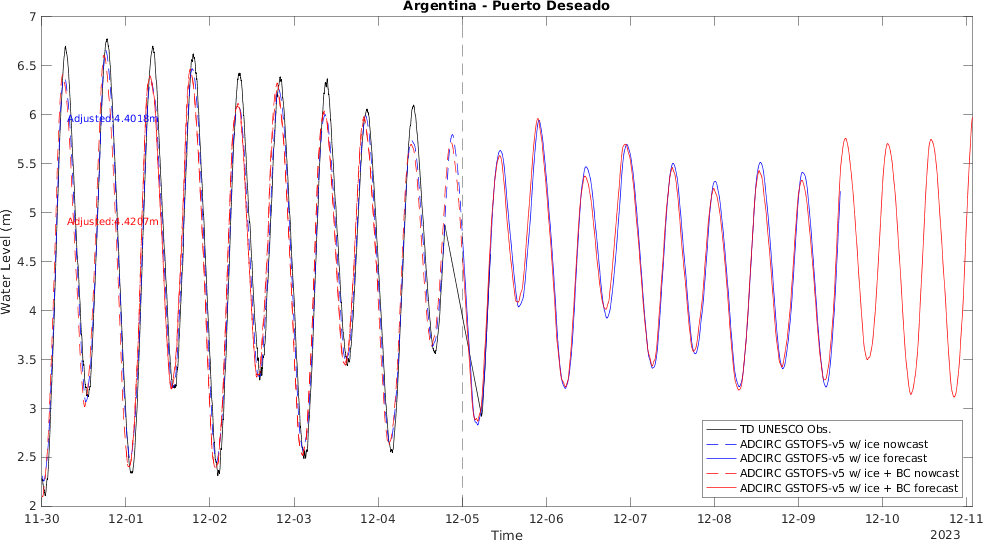 Argentina - Puerto Deseado
7
6.5
6
5.5
5
4.5
4
3.5
3
2.5
2
Water Level (m)
Adjusted:4.4018m
Adjusted:4.4207m
TD UNESCO Obs.
ADCIRC GSTOFS-v5 w/ ice nowcast
ADCIRC GSTOFS-v5 w/ ice forecast
ADCIRC GSTOFS-v5 w/ ice + BC nowcast
ADCIRC GSTOFS-v5 w/ ice + BC forecast
11-30 12-01 12-02 12-03 12-04 12-05 12-06 12-07 12-08 12-09 12-10 12-11
Time
2023